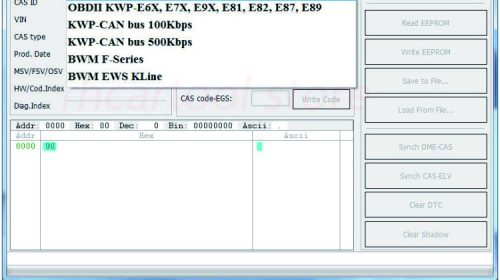 CAS ID
VIN
CAS type
Prod. Date
MSV/FSV/OSV
HW/Cod.Index
Diag.Index
OBDII KWP-E6X, E7X, E9X, E81, E82, E87, E89
KWP-CAN bus 100Kbps
KWP-CAN bus 500Kbps
BWM F-Series
BWM EWS KLine
CAS code-EGS:
Write Code
Read EEPROM
Write EEPROM
Save to File...
Load From File...
Synch DME-CAS
Synch CAS-ELV
Clear DTC
Clear Shadow
Addr: 0000 Hex: 00 Dec: 0 Bin: 00000000 Ascii: .
Addr Hex Ascii
0000 00